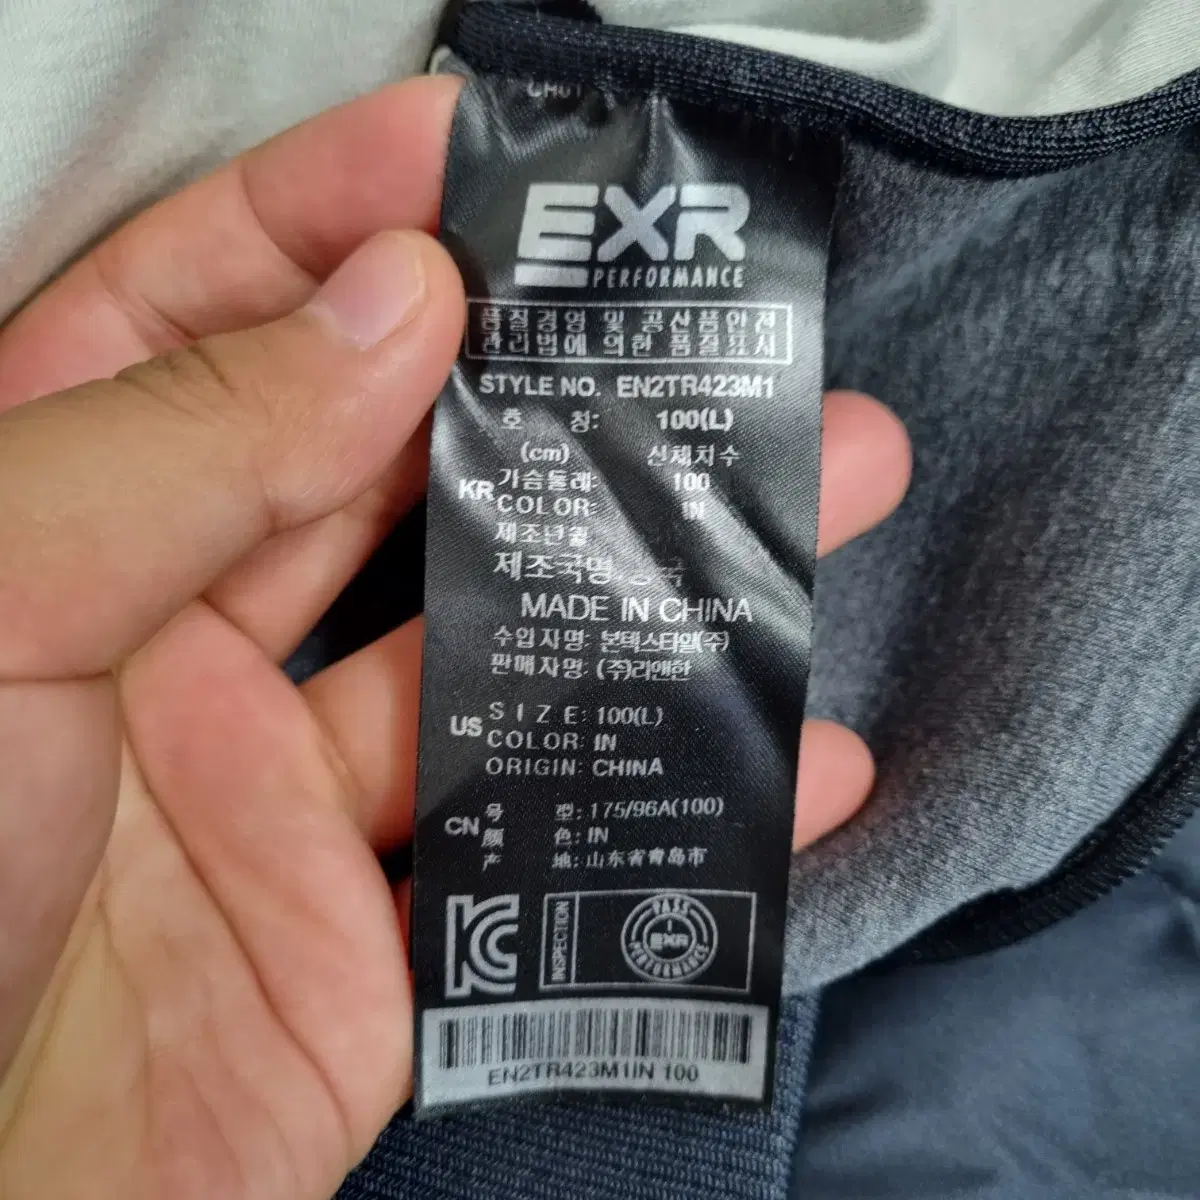 CH01
EXR
PERFORMANCE
품질경영 및 공산품안전
관리법에 의한 품질표시
STYLE NO. EN2TR423M1
호 칭: 100(L)
(cm) 신체치수
KR 가슴둘레: 100
COLOR: IN
제조년월
제조국명: 중국
MADE IN CHINA
수입자명: 본텍스타일(주)
판매자명: (주)리앤한
US SIZE: 100(L)
COLOR: IN
ORIGIN: CHINA
CN 号 型: 175/96A(100)
颜 色: IN
产 地: 山东省青岛市
INSPECTION
PASS
EXR
PERFORMANCE
EN2TR423M1IN 100